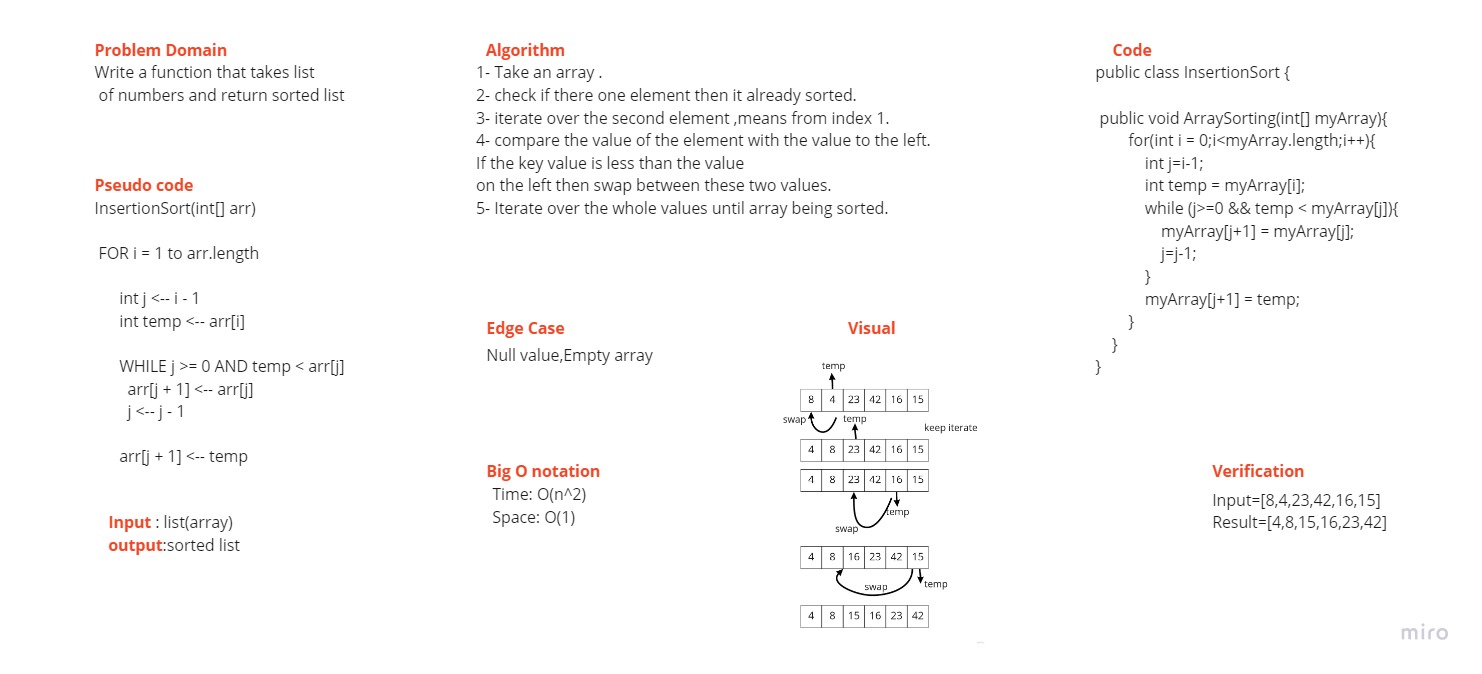 Problem Domain
Write a function that takes list
of numbers and return sorted list
Pseudo code
InsertionSort(int[] arr)
FOR i = 1 to arr.length
int j <-- i - 1
int temp <-- arr[i]
WHILE j >= 0 AND temp < arr[j]
arr[j + 1] <-- arr[j]
j <-- j - 1
arr[j + 1] <-- temp
Input : list(array)
output:sorted list
Algorithm
1- Take an array .
2- check if there one element then it already sorted.
3- iterate over the second element ,means from index 1.
4- compare the value of the element with the value to the left.
If the key value is less than the value
on the left then swap between these two values.
5- Iterate over the whole values until array being sorted.
Edge Case
Null value,Empty array
Big O notation
Time: O(n^2)
Space: O(1)
Visual
temp
8 4 23 42 16 15
swap temp
keep iterate
4 8 23 42 16 15
4 8 23 42 16 15
temp
swap
4 8 16 23 42 15
swap temp
4 8 15 16 23 42
Code
public class InsertionSort {
public void ArraySorting(int[] myArray){
for(int i = 0;i<myArray.length;i++){
int j=i-1;
int temp = myArray[i];
while (j>=0 && temp < myArray[j]){
myArray[j+1] = myArray[j];
j=j-1;
}
myArray[j+1] = temp;
}
}
}
Verification
Input=[8,4,23,42,16,15]
Result=[4,8,15,16,23,42]
miro